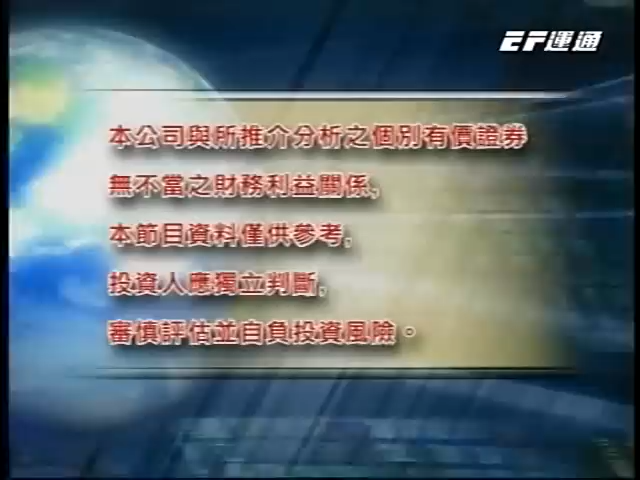 EF運通
本公司與所推介分析之個別有價證券
無不當之財務利益關係,
本節目資料僅供參考,
投資人應獨立判斷,
審慎評估並自負投資風險。